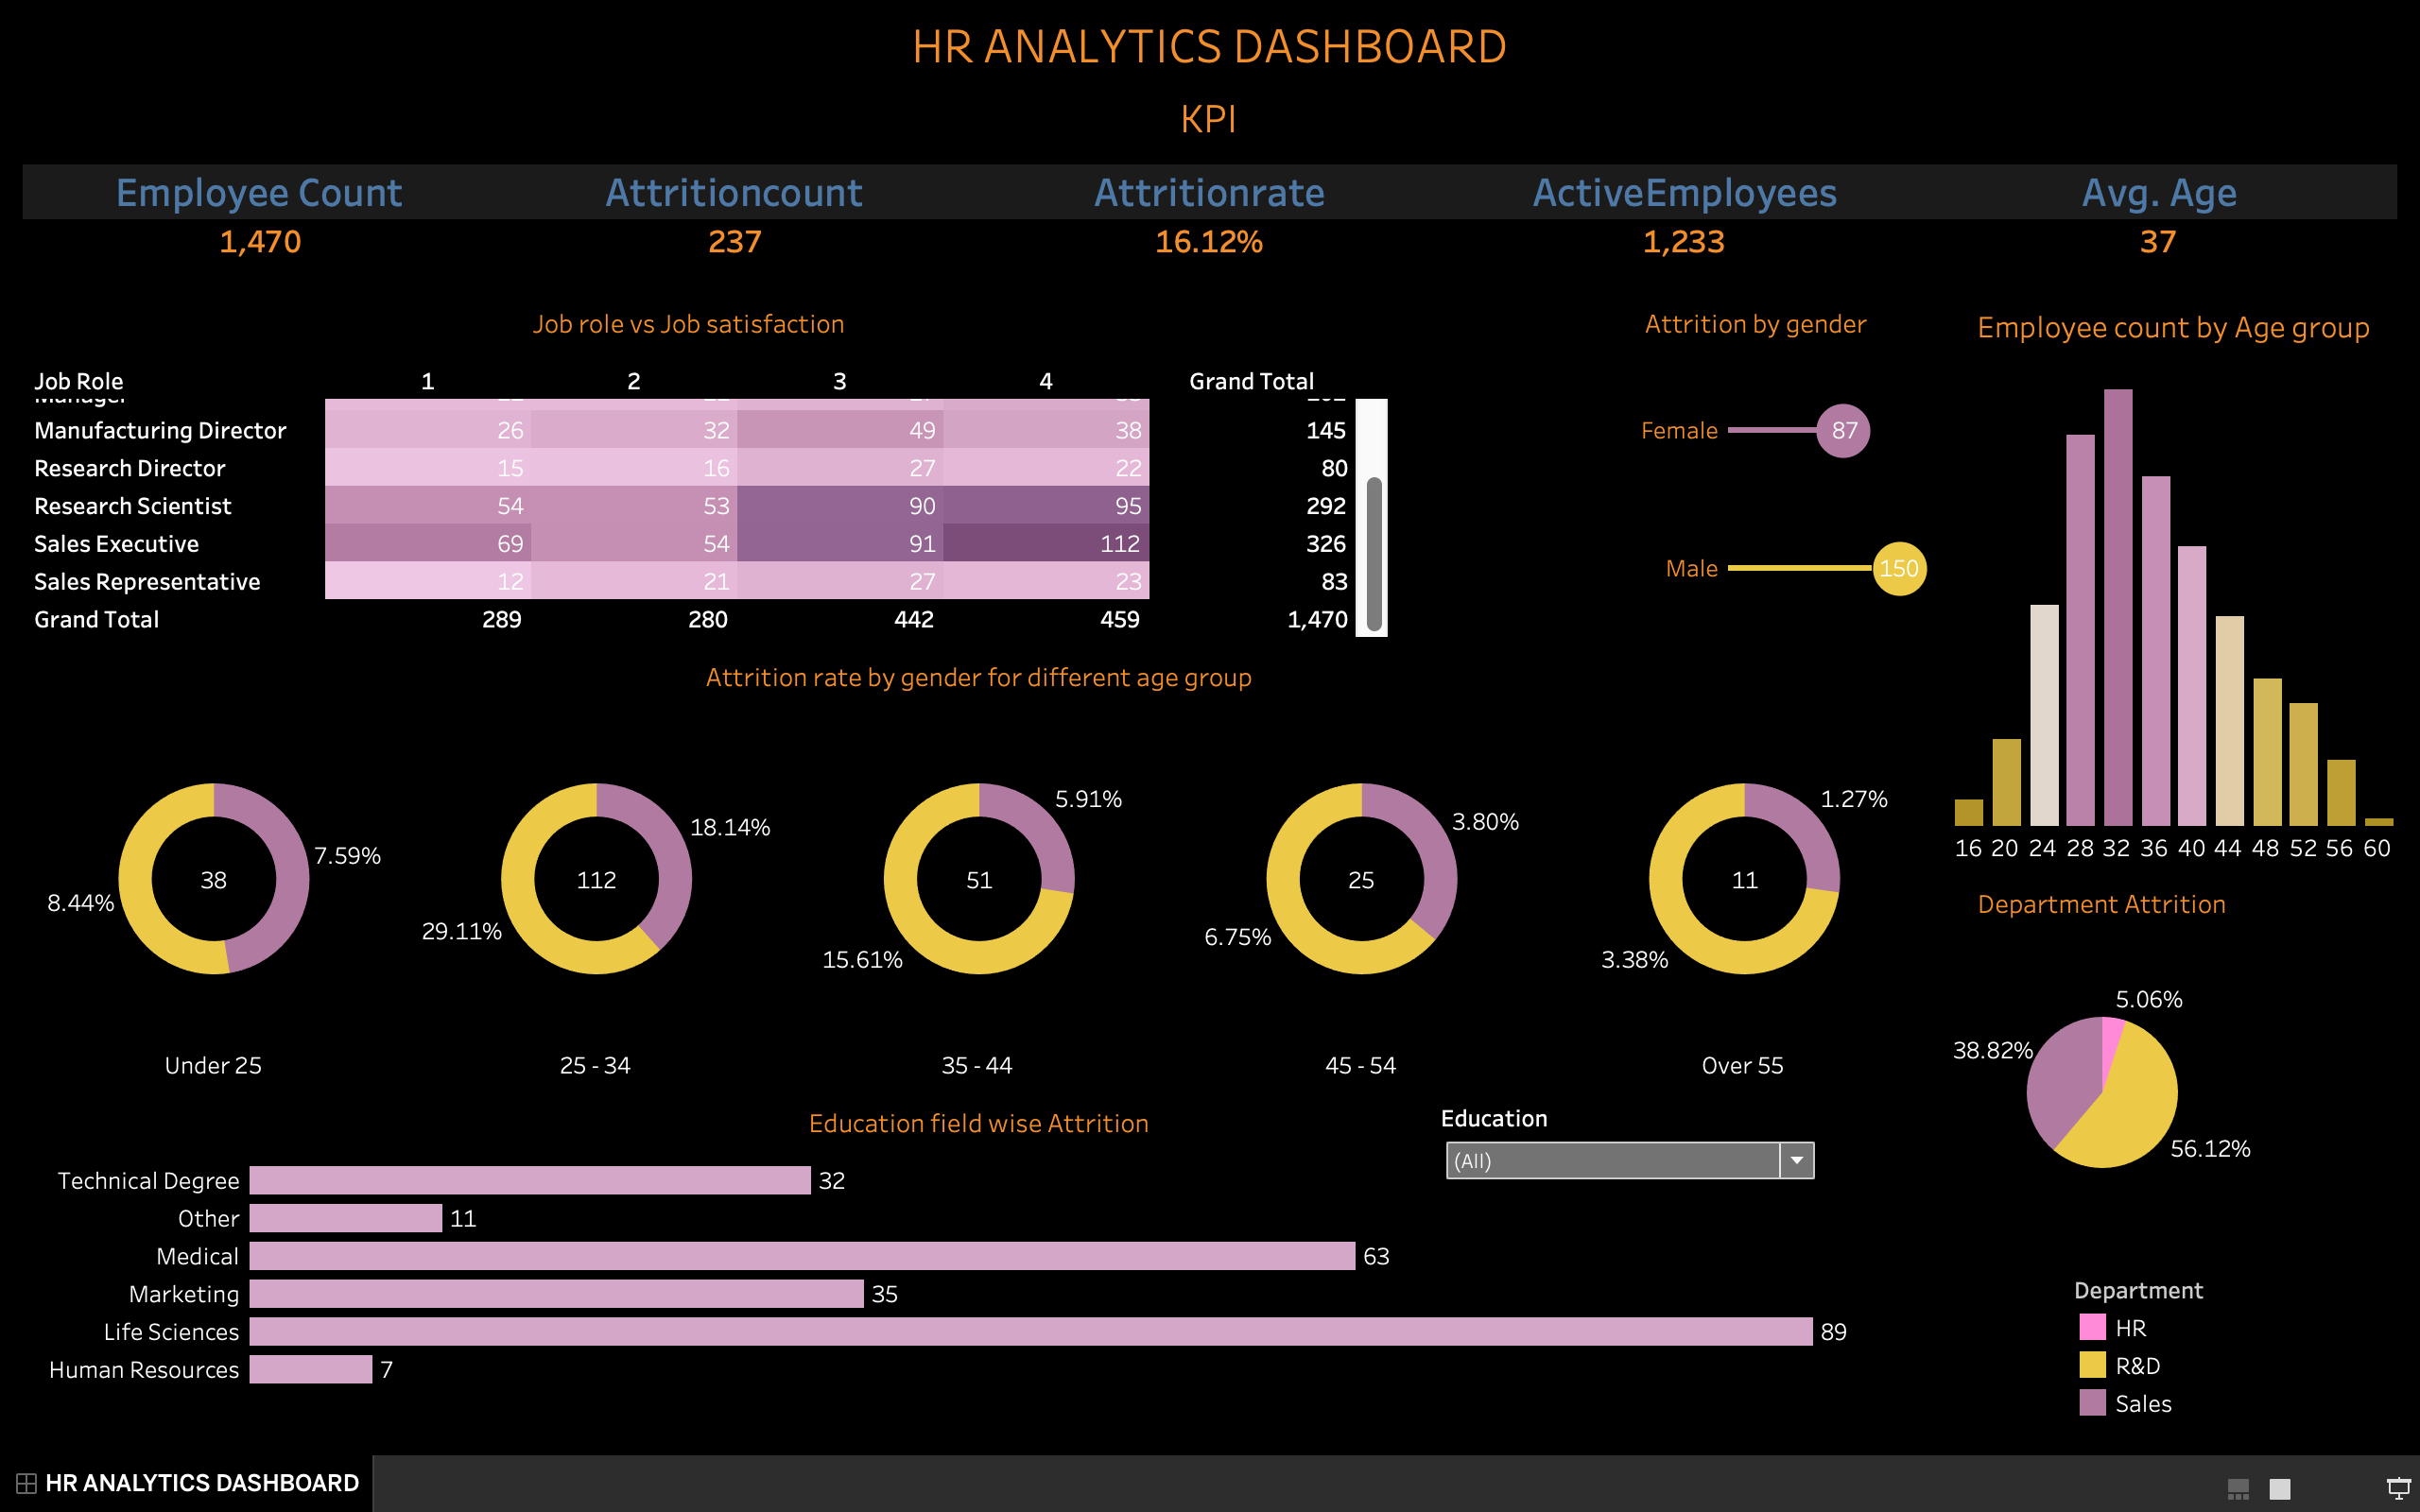 HR ANALYTICS DASHBOARD
KPI
Employee Count Attritioncount Attritionrate ActiveEmployees Avg. Age
1,470 237 16.12% 1,233 37
Job role vs Job satisfaction
Job Role 1 2 3 4 Grand Total
Manager
Manufacturing Director 26 32 49 38 145
Research Director 15 16 27 22 80
Research Scientist 54 53 90 95 292
Sales Executive 69 54 91 112 326
Sales Representative 12 21 27 23 83
Grand Total 289 280 442 459 1,470
Attrition by gender
Female 87
Male 150
Employee count by Age group
16 20 24 28 32 36 40 44 48 52 56 60
Attrition rate by gender for different age group
38 7.59% 8.44%
Under 25
112 18.14% 29.11%
25 - 34
51 5.91% 15.61%
35 - 44
25 3.80% 6.75%
45 - 54
11 1.27% 3.38%
Over 55
Department Attrition
5.06%
38.82%
56.12%
Education field wise Attrition
Technical Degree 32
Other 11
Medical 63
Marketing 35
Life Sciences 89
Human Resources 7
Education
(All)
Department
HR
R&D
Sales
HR ANALYTICS DASHBOARD